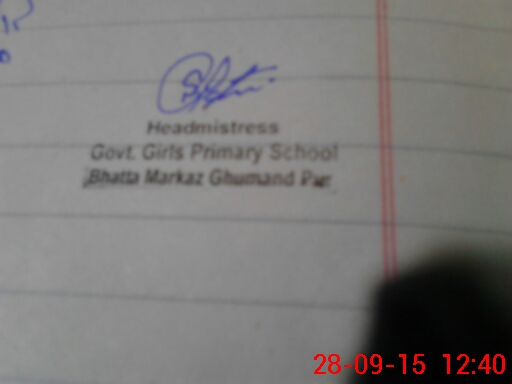 Headmistress
Govt. Girls Primary School
Bhatta Markaz Ghumand Pur
28-09-15 12:40